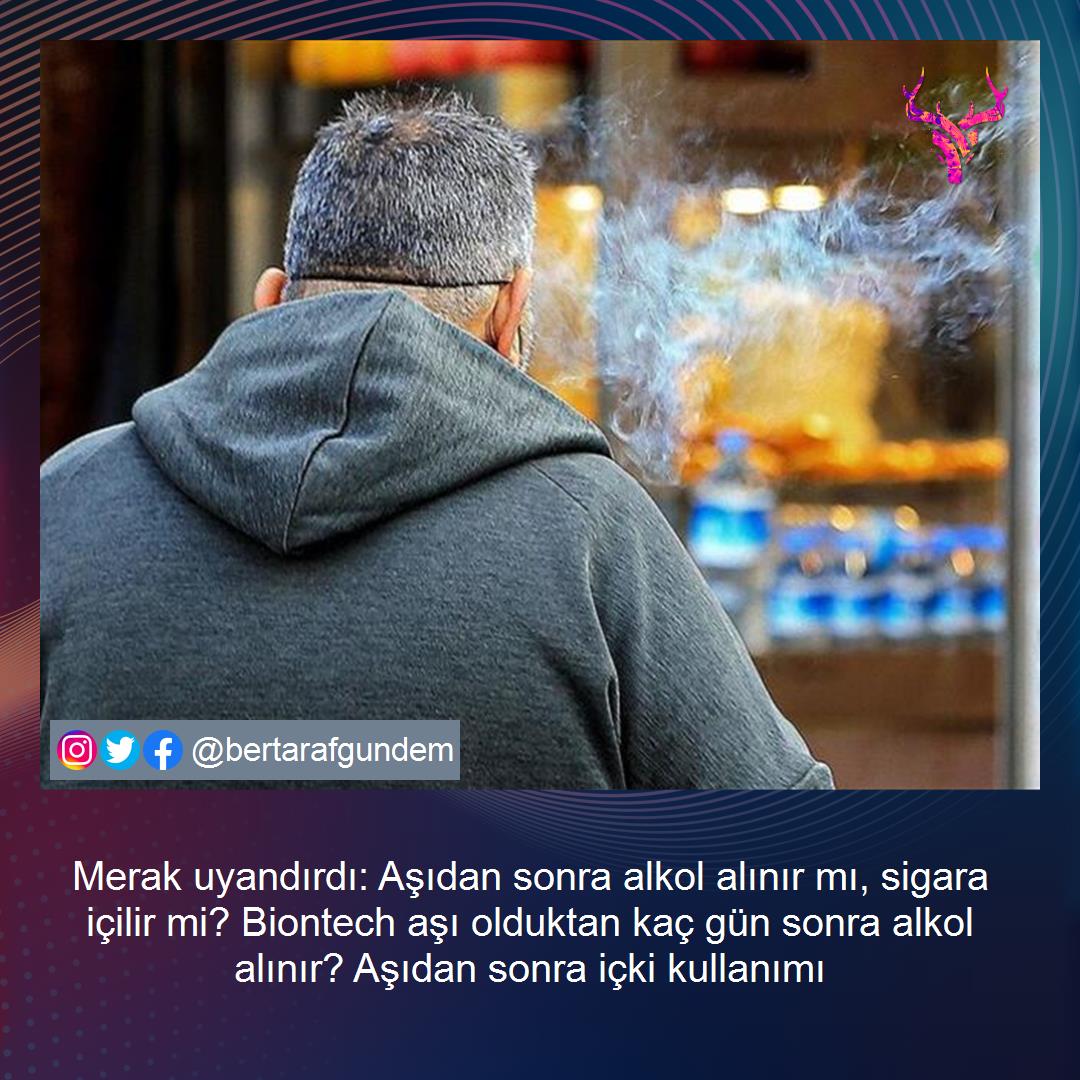 @bertarafgundem
Merak uyandırdı: Aşıdan sonra alkol alınır mı, sigara
içilir mi? Biontech aşı olduktan kaç gün sonra alkol
alınır? Aşıdan sonra içki kullanımı